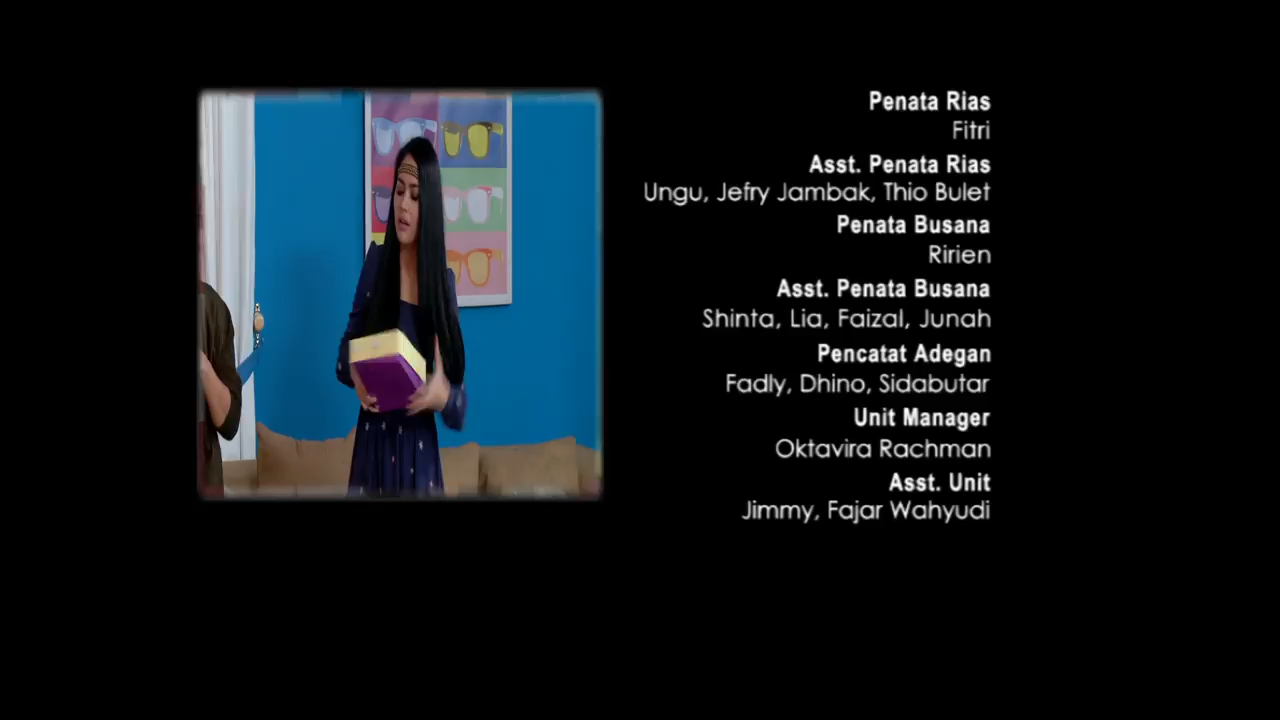 Penata Rias
Fitri
Asst. Penata Rias
Ungu, Jefry Jambak, Thio Bulet
Penata Busana
Ririen
Asst. Penata Busana
Shinta, Lia, Faizal, Junah
Pencatat Adegan
Fadly, Dhino, Sidabutar
Unit Manager
Oktavira Rachman
Asst. Unit
Jimmy, Fajar Wahyudi